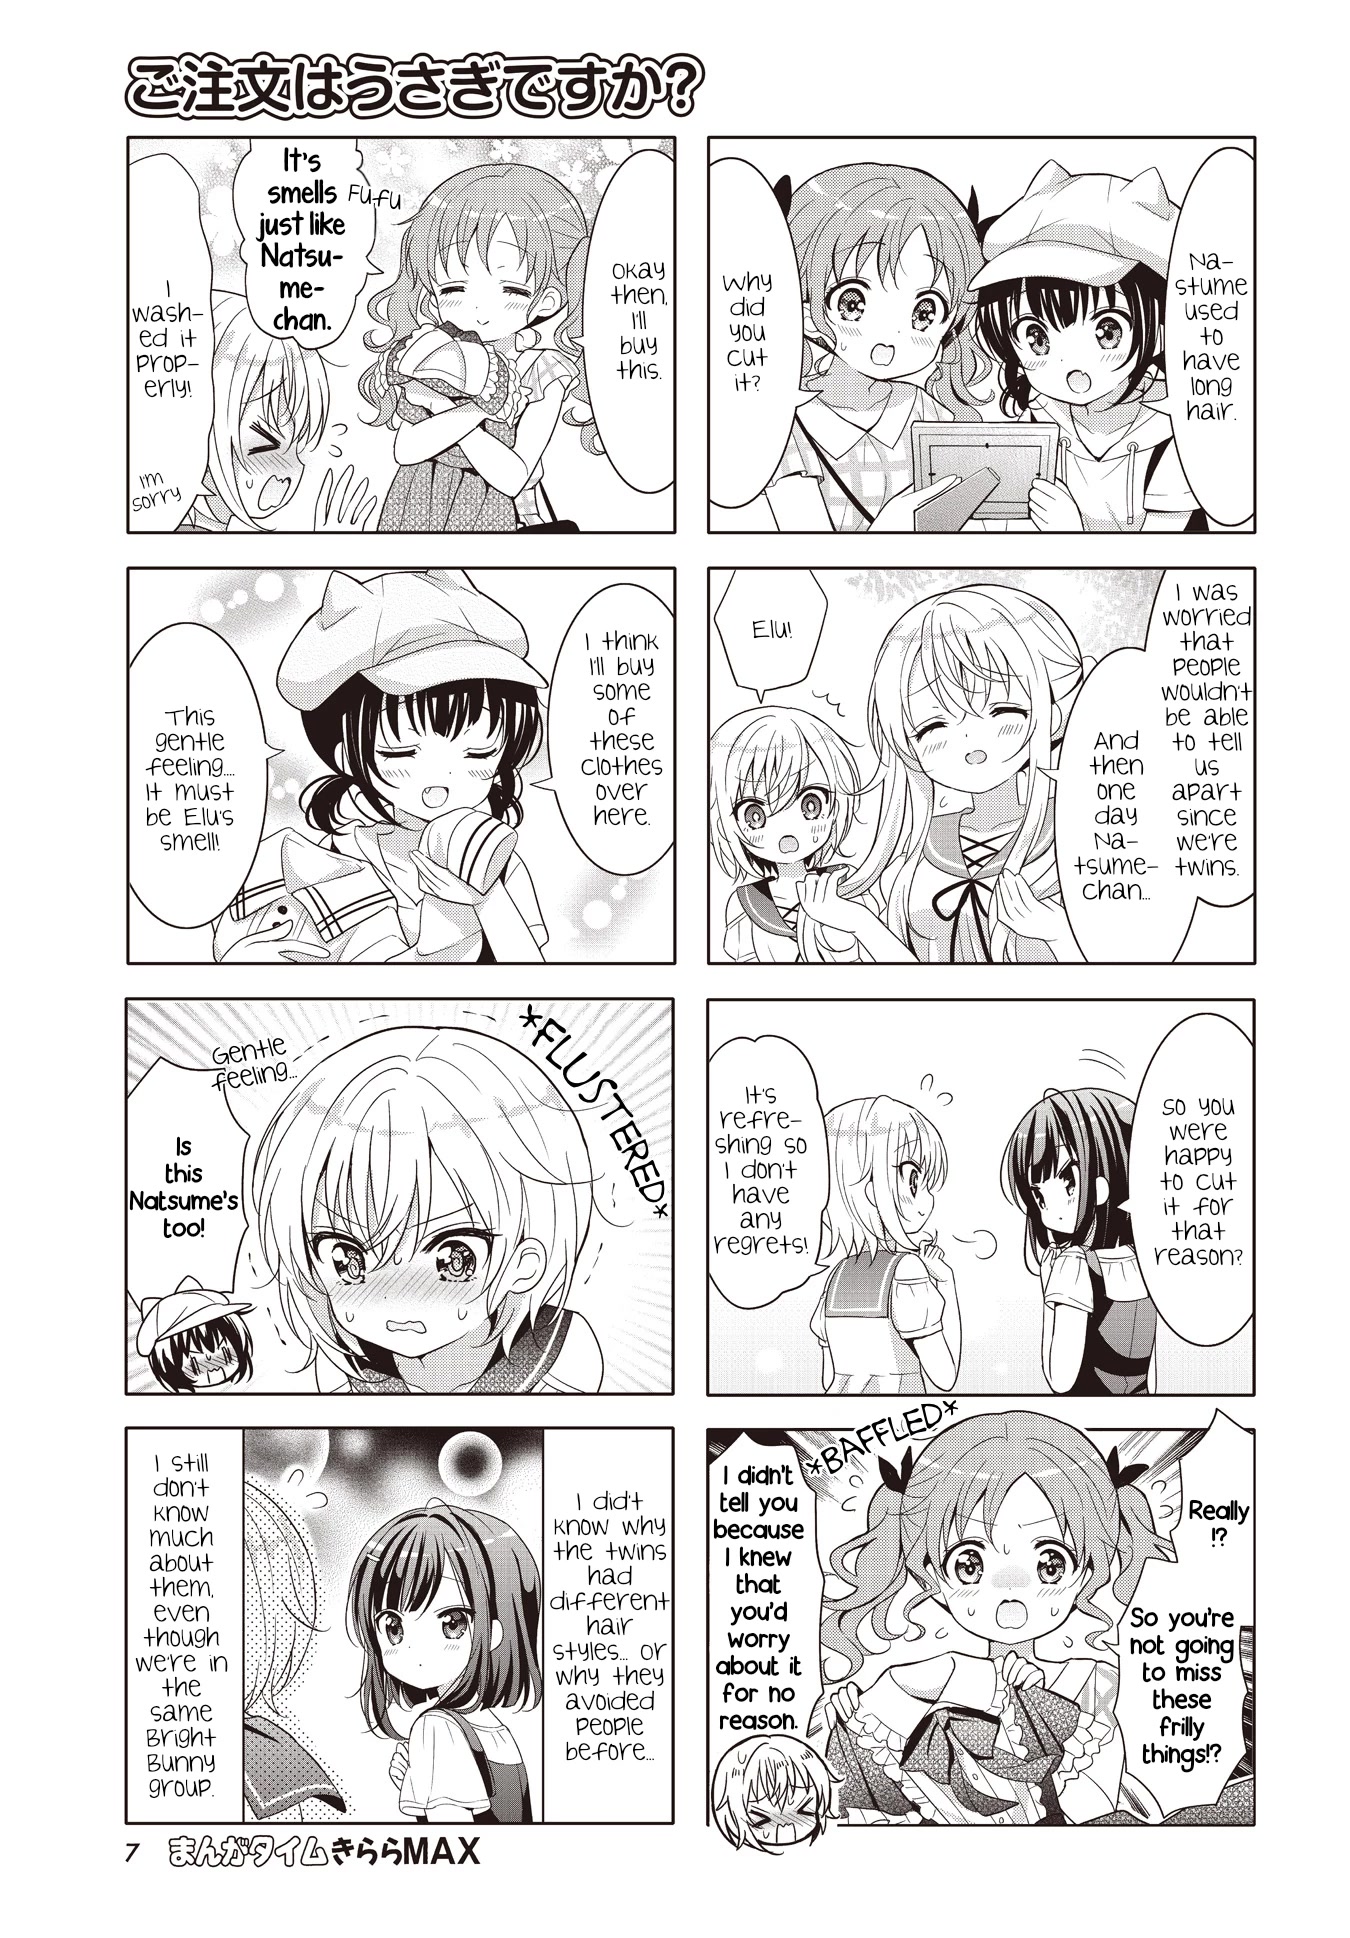 ご注文はうさぎですか?
Na-
stume
used
to
have
long
hair.
Why
did
you
cut
it?
I was
worried
that
people
wouldn't
be able
to tell
us
apart
since
we're
twins.
And
then
one
day
Na-
tsume-
chan...
Elu!
So you
were
happy
to cut
it for
that
reason?
It's
refre-
shing so
I don't
have
any
regrets!
Really
!?
So you're
not going
to miss
these
frilly
things!?
*BAFFLED*
I didn't
tell you
because
I knew
that
you'd
worry
about it
for no
reason.
Okay
then,
I'll
buy
this.
Fufu
It's
smells
just like
Natsu-
me-
chan.
I
wash-
ed it
prop-
erly!
I'm
sorry
I think
I'll buy
some
of
these
clothes
over
here.
This
gentle
feeling....
It must
be Elu's
smell!
*FLUSTERED*
Gentle
feeling...
Is
this
Natsume's
too!
I did't
know why
the twins
had
different
hair
styles... or
why they
avoided
people
before...
I still
don't
know
much
about
them,
even
though
we're in
the
same
Bright
Bunny
group.
7 まんがタイムきららMAX